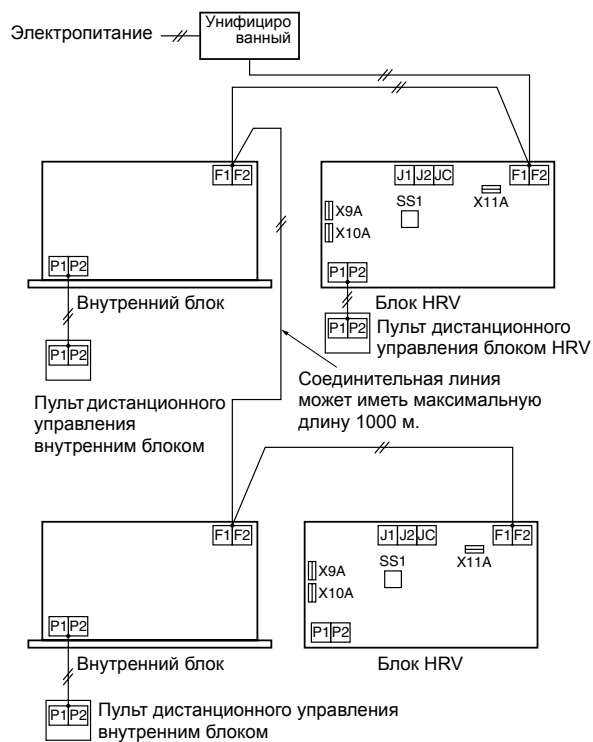 Унифициро
ванный
Электропитание
F1 F2
J1 J2 JC
F1 F2
X9A
X10A
SS1
X11A
P1 P2
P1 P2
Внутренний блок
Блок HRV
P1 P2
Пульт дистанционного
управления блоком HRV
P1 P2
Соединительная линия
может иметь максимальную
длину 1000 м.
Пульт дистанционного
управления
внутренним блоком
F1 F2
J1 J2 JC
F1 F2
X9A
X10A
SS1
X11A
P1 P2
P1 P2
Внутренний блок
Блок HRV
P1 P2
Пульт дистанционного управления
внутренним блоком